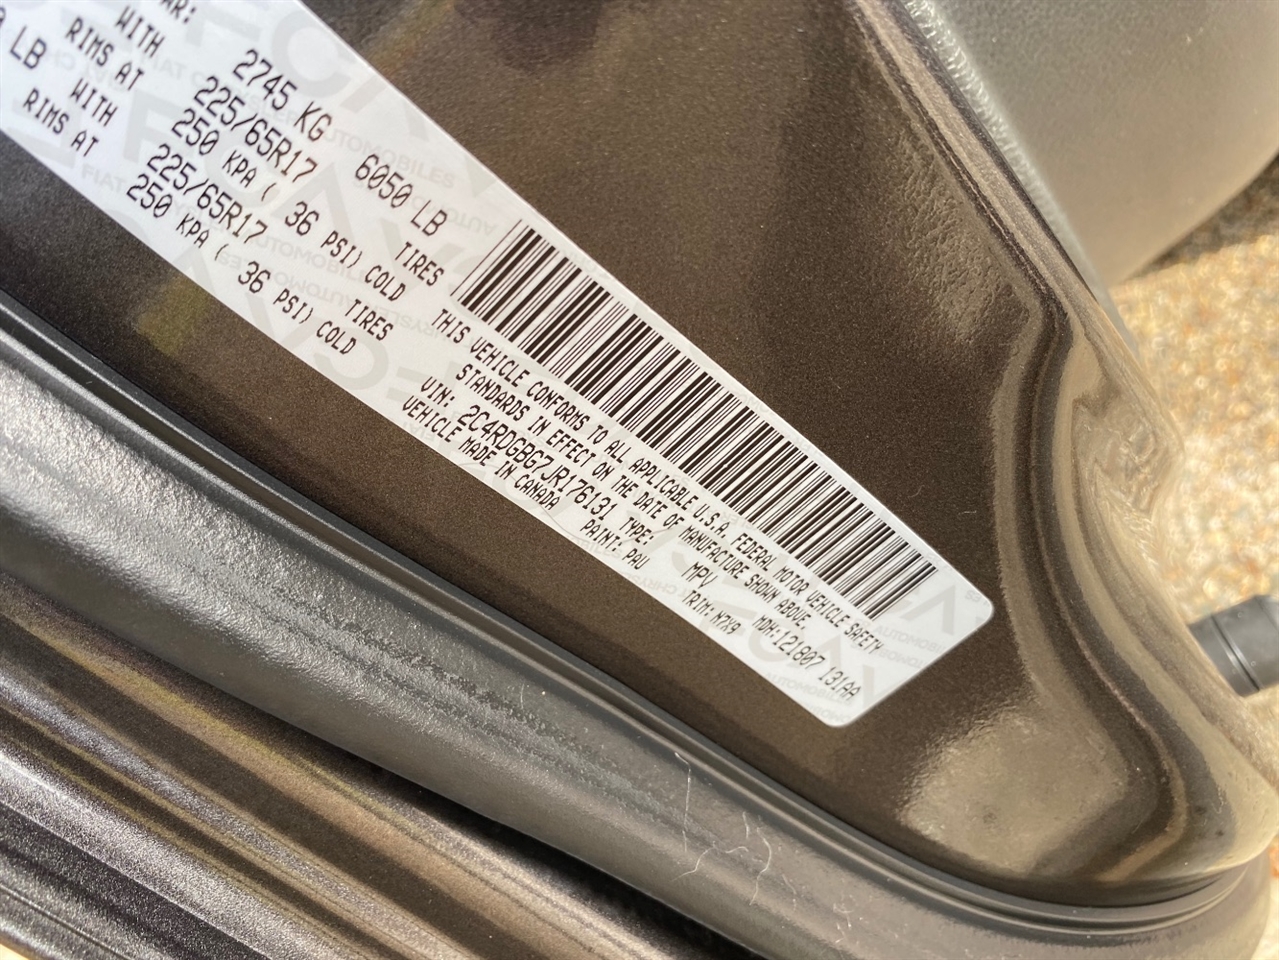 2745 KG 6050 LB
WITH 225/65R17 TIRES
RIMS AT 250 KPA ( 36 PSI) COLD
LB WITH 225/65R17 TIRES
RIMS AT 250 KPA ( 36 PSI) COLD
THIS VEHICLE CONFORMS TO ALL APPLICABLE U.S.A. FEDERAL MOTOR VEHICLE SAFETY
STANDARDS IN EFFECT ON THE DATE OF MANUFACTURE SHOWN ABOVE.
VIN: 2C4RDGBG7JR176131 TYPE: MPV MDH:121807 131AA
VEHICLE MADE IN CANADA PAINT: PAU TRIM: M7X9